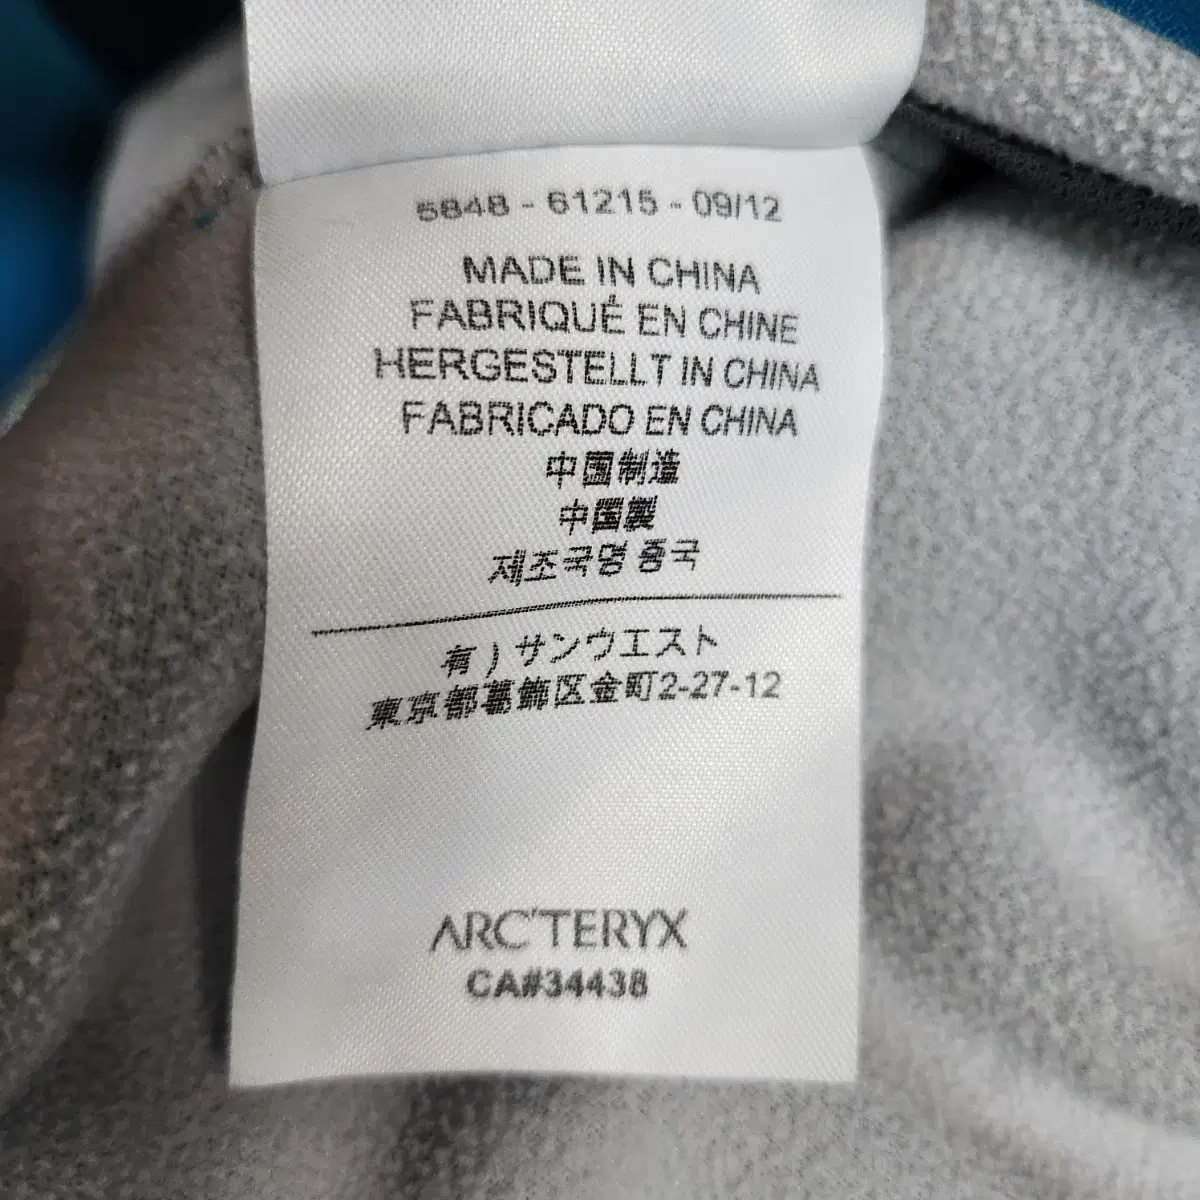 5848 - 61215 - 09/12
MADE IN CHINA
FABRIQUÉ EN CHINE
HERGESTELLT IN CHINA
FABRICADO EN CHINA
中国制造
中国製
제조국명 중국
有）サンウエスト
東京都葛飾区金町2-27-12
ARC'TERYX
CA#34438